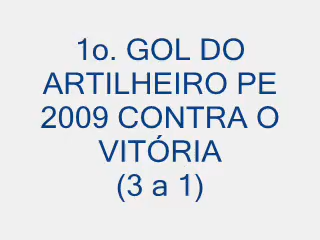 1o. GOL DO
ARTILHEIRO PE
2009 CONTRA O
VITÓRIA
(3 a 1)